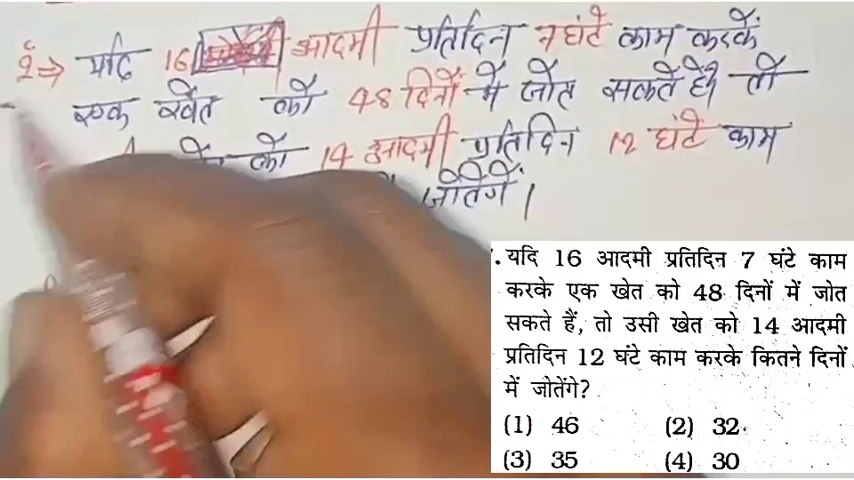 2⇒ यदि 16 आदमी प्रतिदिन 7 घंटे काम करके
एक खेत को 48 दिनों में जोत सकते है, तो
को 14 आदमी प्रतिदिन 12 घंटे काम
जोतेगें।
. यदि 16 आदमी प्रतिदिन 7 घंटे काम
करके एक खेत को 48 दिनों में जोत
सकते हैं, तो उसी खेत को 14 आदमी
प्रतिदिन 12 घंटे काम करके कितने दिनों
में जोतेंगे?
(1) 46 (2) 32
(3) 35 (4) 30